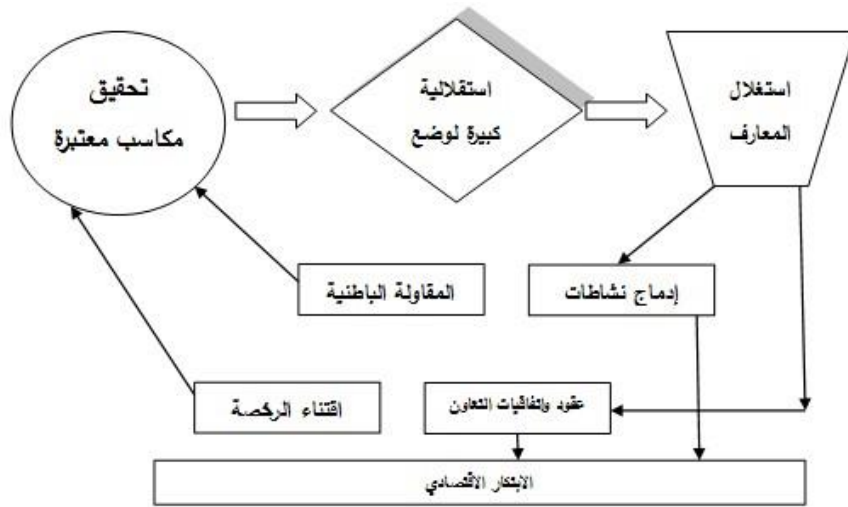 استغلال
المعارف
استقلالية
كبيرة لوضع
تحقيق
مكاسب معتبرة
إدماج نشاطات
المقاولة الباطنية
عقود واتفاقيات التعاون
اقتناء الرخصة
الابتكار الاقتصادي